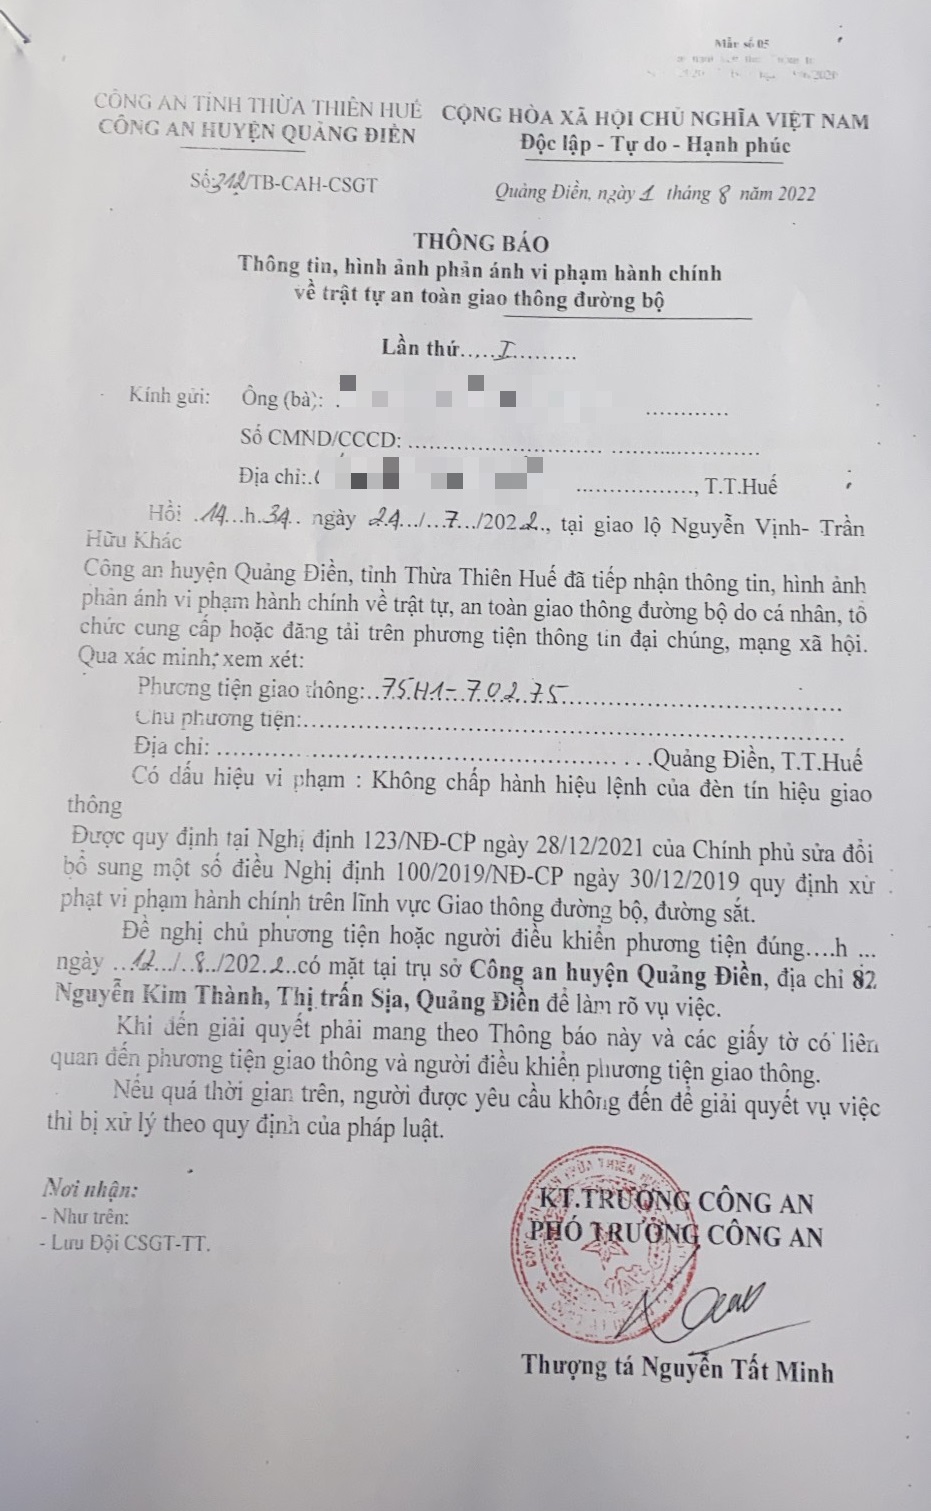 Mẫu số 05
CÔNG AN TỈNH THỪA THIÊN HUẾ
CÔNG AN HUYỆN QUẢNG ĐIỀN
CỘNG HÒA XÃ HỘI CHỦ NGHĨA VIỆT NAM
Độc lập - Tự do - Hạnh phúc
Số:312/TB-CAH-CSGT
Quảng Điền, ngày 1 tháng 8 năm 2022
THÔNG BÁO
Thông tin, hình ảnh phản ánh vi phạm hành chính
về trật tự an toàn giao thông đường bộ
Lần thứ.....I.........
Kính gửi: Ông (bà): ............
Số CMND/CCCD: ......................................................
Địa chỉ:.................., T.T.Huế
Hồi .14...h.34.. ngày 24.../...7.../2022.., tại giao lộ Nguyễn Vịnh- Trần
Hữu Khác
Công an huyện Quảng Điền, tỉnh Thừa Thiên Huế đã tiếp nhận thông tin, hình ảnh
phản ánh vi phạm hành chính về trật tự, an toàn giao thông đường bộ do cá nhân, tổ
chức cung cấp hoặc đăng tải trên phương tiện thông tin đại chúng, mạng xã hội.
Qua xác minh, xem xét:
Phương tiện giao thông:..75H1-702.75..........................................
Chủ phương tiện:................................................................................
Địa chỉ: ..............................................................Quảng Điền, T.T.Huế
Có dấu hiệu vi phạm : Không chấp hành hiệu lệnh của đèn tín hiệu giao
thông
Được quy định tại Nghị định 123/NĐ-CP ngày 28/12/2021 của Chính phủ sửa đổi
bổ sung một số điều Nghị định 100/2019/NĐ-CP ngày 30/12/2019 quy định xử
phạt vi phạm hành chính trên lĩnh vực Giao thông đường bộ, đường sắt.
Đề nghị chủ phương tiện hoặc người điều khiển phương tiện đúng....h ...
ngày ..12.../..8../2022..có mặt tại trụ sở Công an huyện Quảng Điền, địa chỉ 82
Nguyễn Kim Thành, Thị trấn Sịa, Quảng Điền để làm rõ vụ việc.
Khi đến giải quyết phải mang theo Thông báo này và các giấy tờ có liên
quan đến phương tiện giao thông và người điều khiển phương tiện giao thông.
Nếu quá thời gian trên, người được yêu cầu không đến để giải quyết vụ việc
thì bị xử lý theo quy định của pháp luật.
Nơi nhận:
- Như trên:
- Lưu Đội CSGT-TT.
KT.TRƯỞNG CÔNG AN
PHÓ TRƯỞNG CÔNG AN
Thượng tá Nguyễn Tất Minh